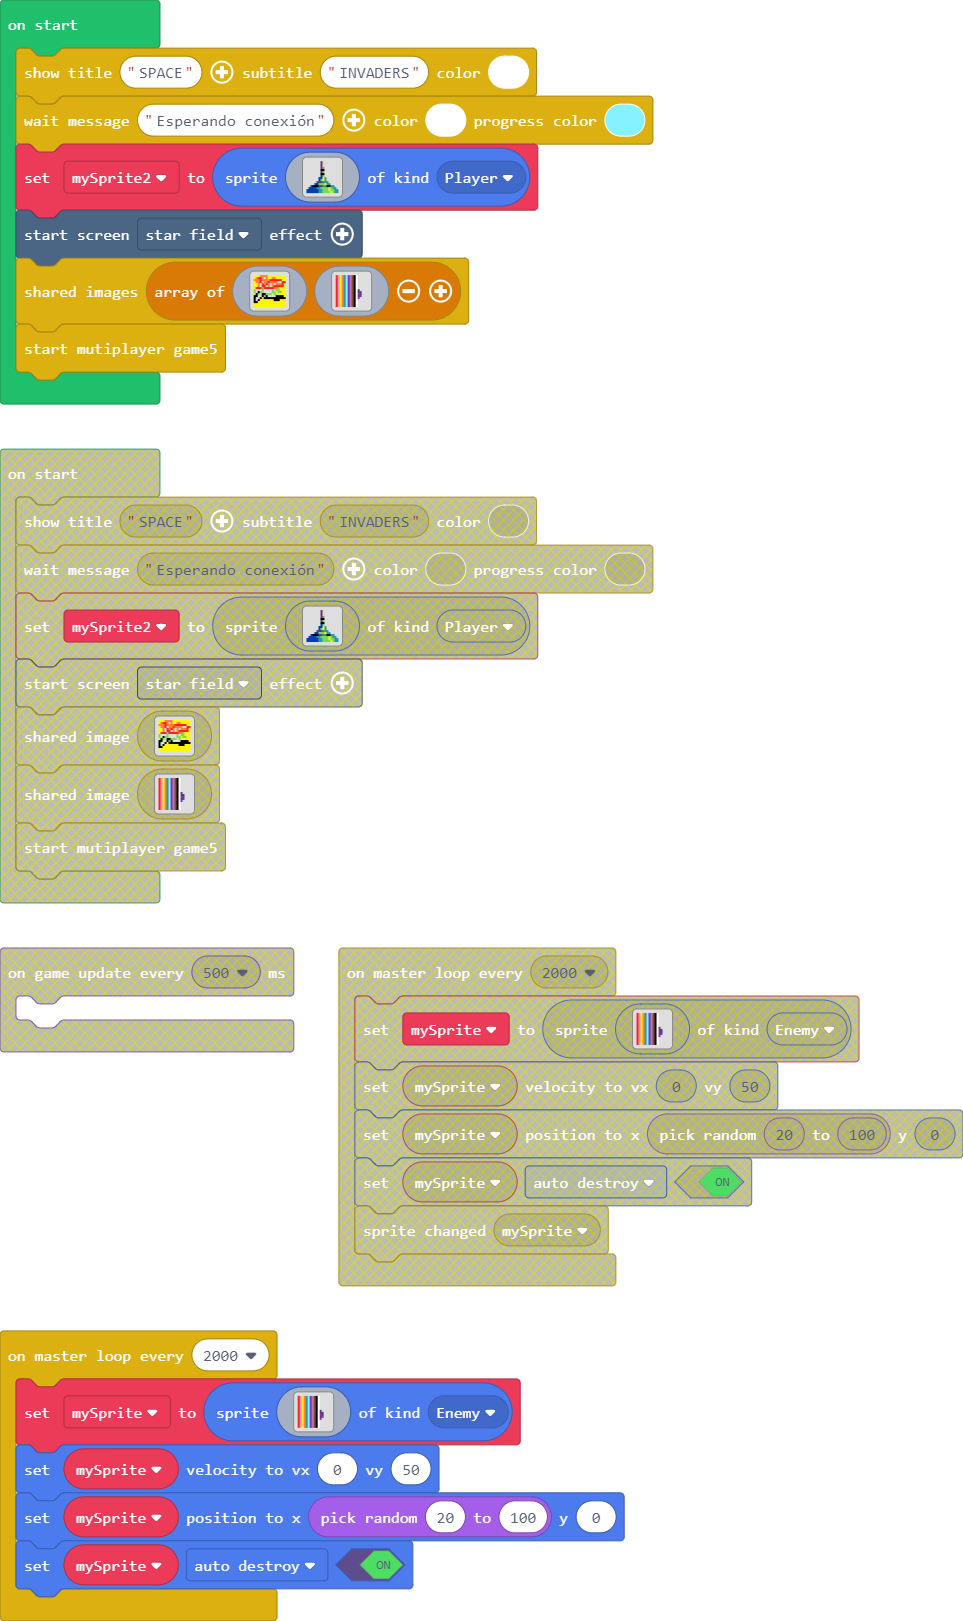 on start
show title "SPACE" subtitle "INVADERS" color
wait message "Esperando conexión" color progress color
set mySprite2 to sprite of kind Player
start screen star field effect
shared images array of
start mutiplayer game5
on start
show title "SPACE" subtitle "INVADERS" color
wait message "Esperando conexión" color progress color
set mySprite2 to sprite of kind Player
start screen star field effect
shared image
shared image
start mutiplayer game5
on game update every 500 ms
on master loop every 2000
set mySprite to sprite of kind Enemy
set mySprite velocity to vx 0 vy 50
set mySprite position to x pick random 20 to 100 y 0
set mySprite auto destroy ON
sprite changed mySprite
on master loop every 2000
set mySprite to sprite of kind Enemy
set mySprite velocity to vx 0 vy 50
set mySprite position to x pick random 20 to 100 y 0
set mySprite auto destroy ON